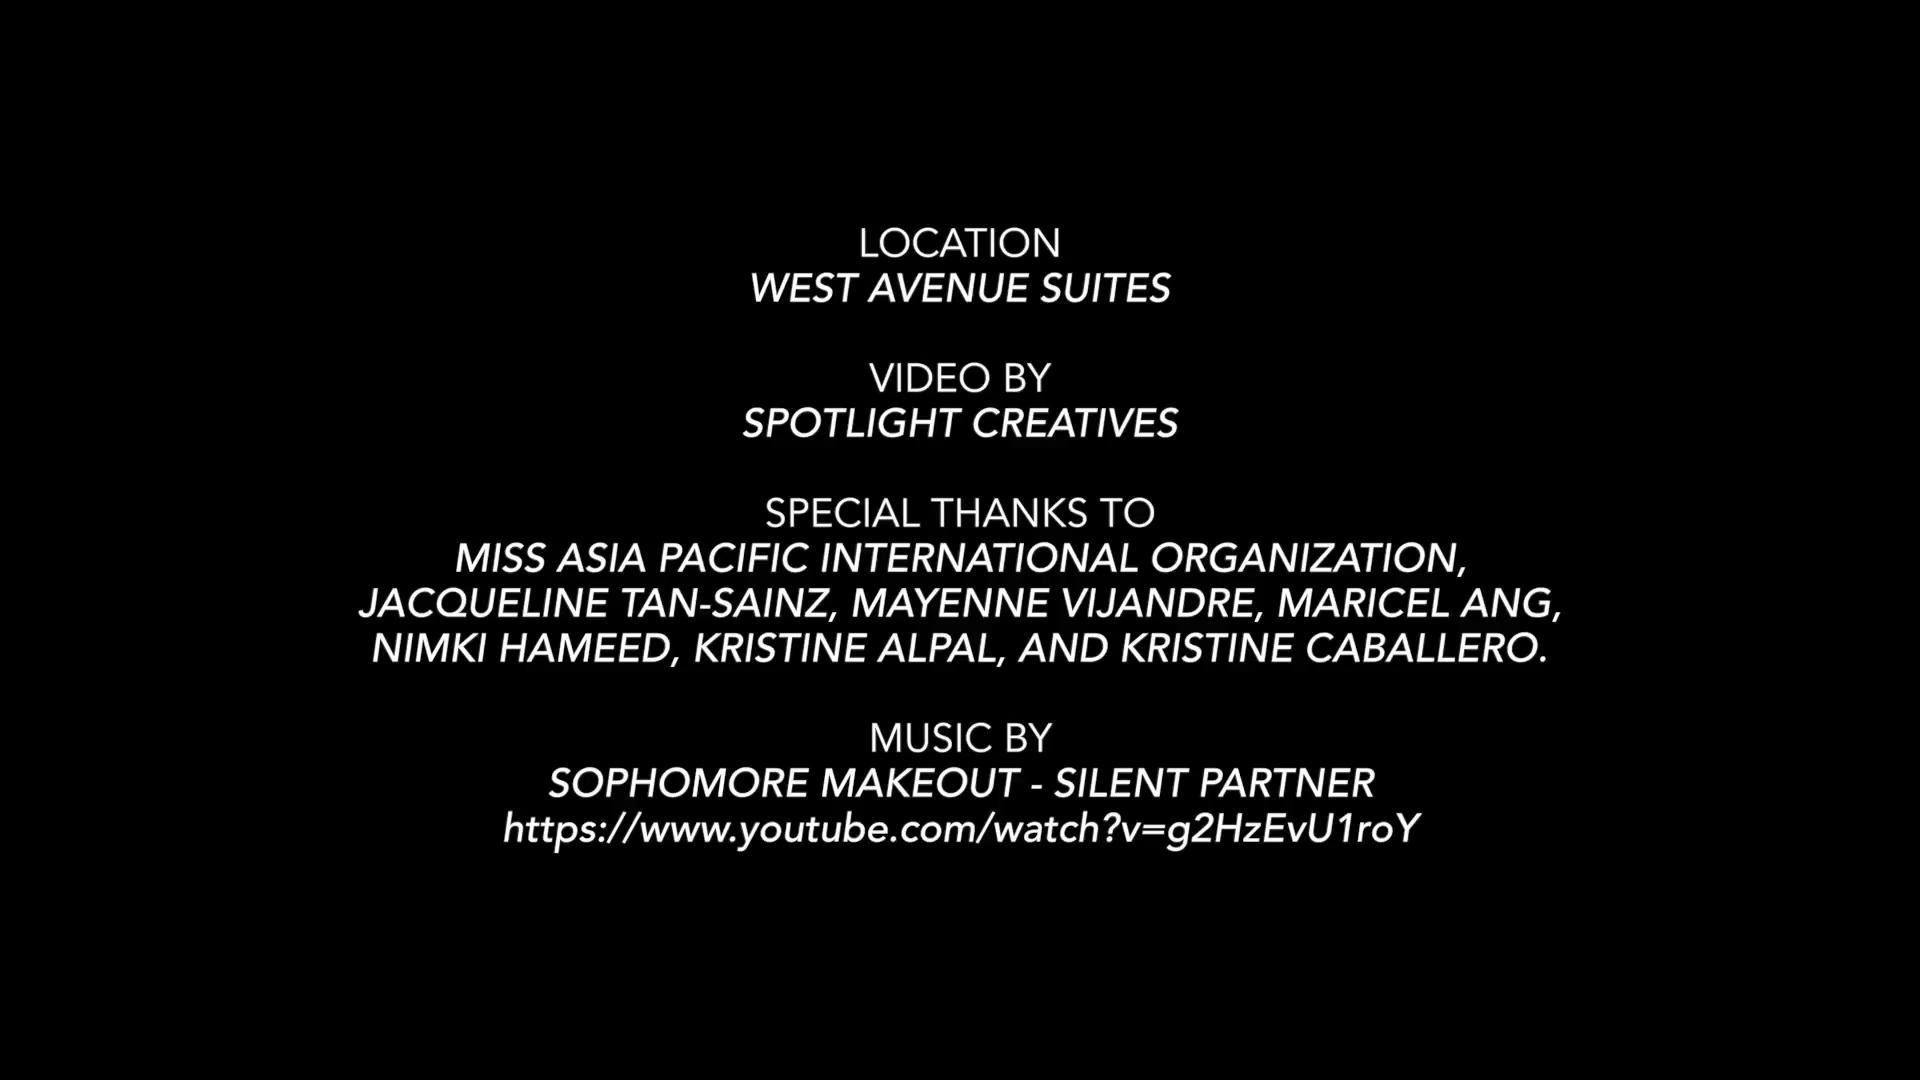 LOCATION
WEST AVENUE SUITES
VIDEO BY
SPOTLIGHT CREATIVES
SPECIAL THANKS TO
MISS ASIA PACIFIC INTERNATIONAL ORGANIZATION,
JACQUELINE TAN-SAINZ, MAYENNE VIJANDRE, MARICEL ANG,
NIMKI HAMEED, KRISTINE ALPAL, AND KRISTINE CABALLERO.
MUSIC BY
SOPHOMORE MAKEOUT - SILENT PARTNER
https://www.youtube.com/watch?v=g2HzEvU1roY